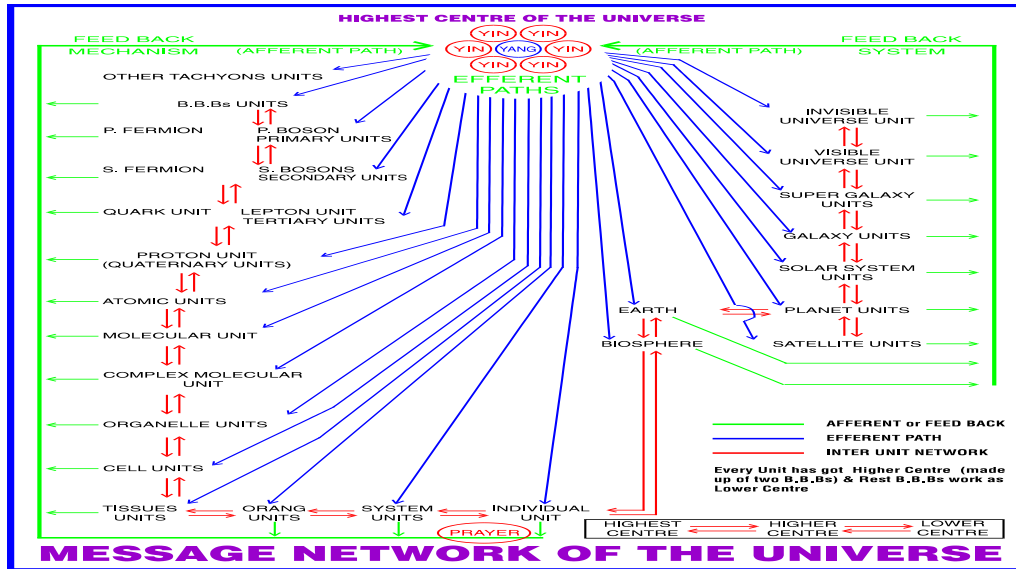 HIGHEST CENTRE OF THE UNIVERSE
YIN YIN
YIN YANG YIN
YIN YIN
FEED BACK
MECHANISM (AFFERENT PATH)
(AFFERENT PATH) FEED BACK
SYSTEM
EFFERENT
PATHS
OTHER TACHYONS UNITS
B.B.Bs UNITS
P. FERMION P. BOSON
PRIMARY UNITS
S. FERMION S. BOSONS
SECONDARY UNITS
QUARK UNIT LEPTON UNIT
TERTIARY UNITS
PROTON UNIT
(QUATERNARY UNITS)
ATOMIC UNITS
MOLECULAR UNIT
COMPLEX MOLECULAR
UNIT
ORGANELLE UNITS
CELL UNITS
TISSUES
UNITS
ORANG
UNITS
SYSTEM
UNITS
INDIVIDUAL
UNIT
PRAYER
INVISIBLE
UNIVERSE UNIT
VISIBLE
UNIVERSE UNIT
SUPER GALAXY
UNITS
GALAXY UNITS
SOLAR SYSTEM
UNITS
EARTH PLANET UNITS
BIOSPHERE SATELLITE UNITS
AFFERENT or FEED BACK
EFFERENT PATH
INTER UNIT NETWORK
Every Unit has got Higher Centre (made
up of two B.B.Bs) & Rest B.B.Bs work as
Lower Centre
HIGHEST
CENTRE
HIGHER
CENTRE
LOWER
CENTRE
MESSAGE NETWORK OF THE UNIVERSE